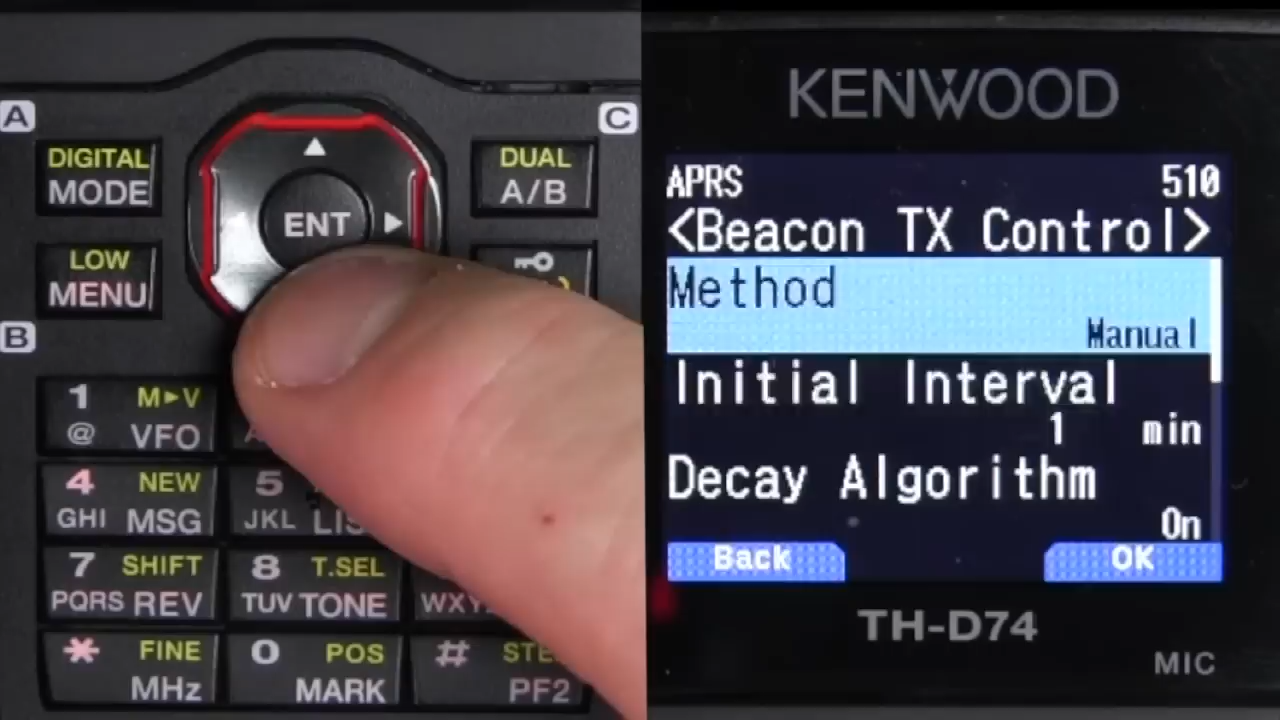 A
C
DIGITAL
MODE
ENT
DUAL
A/B
LOW
MENU
B
1 M►V
@ VFO
4 NEW
GHI MSG
5
JKL
7 SHIFT
PQRS REV
8 T.SEL
TUV TONE
* FINE
MHz
0 POS
MARK
#
PF2
KENWOOD
APRS 510
<Beacon TX Control>
Method
Manual
Initial Interval
1 min
Decay Algorithm
On
Back OK
TH-D74
MIC